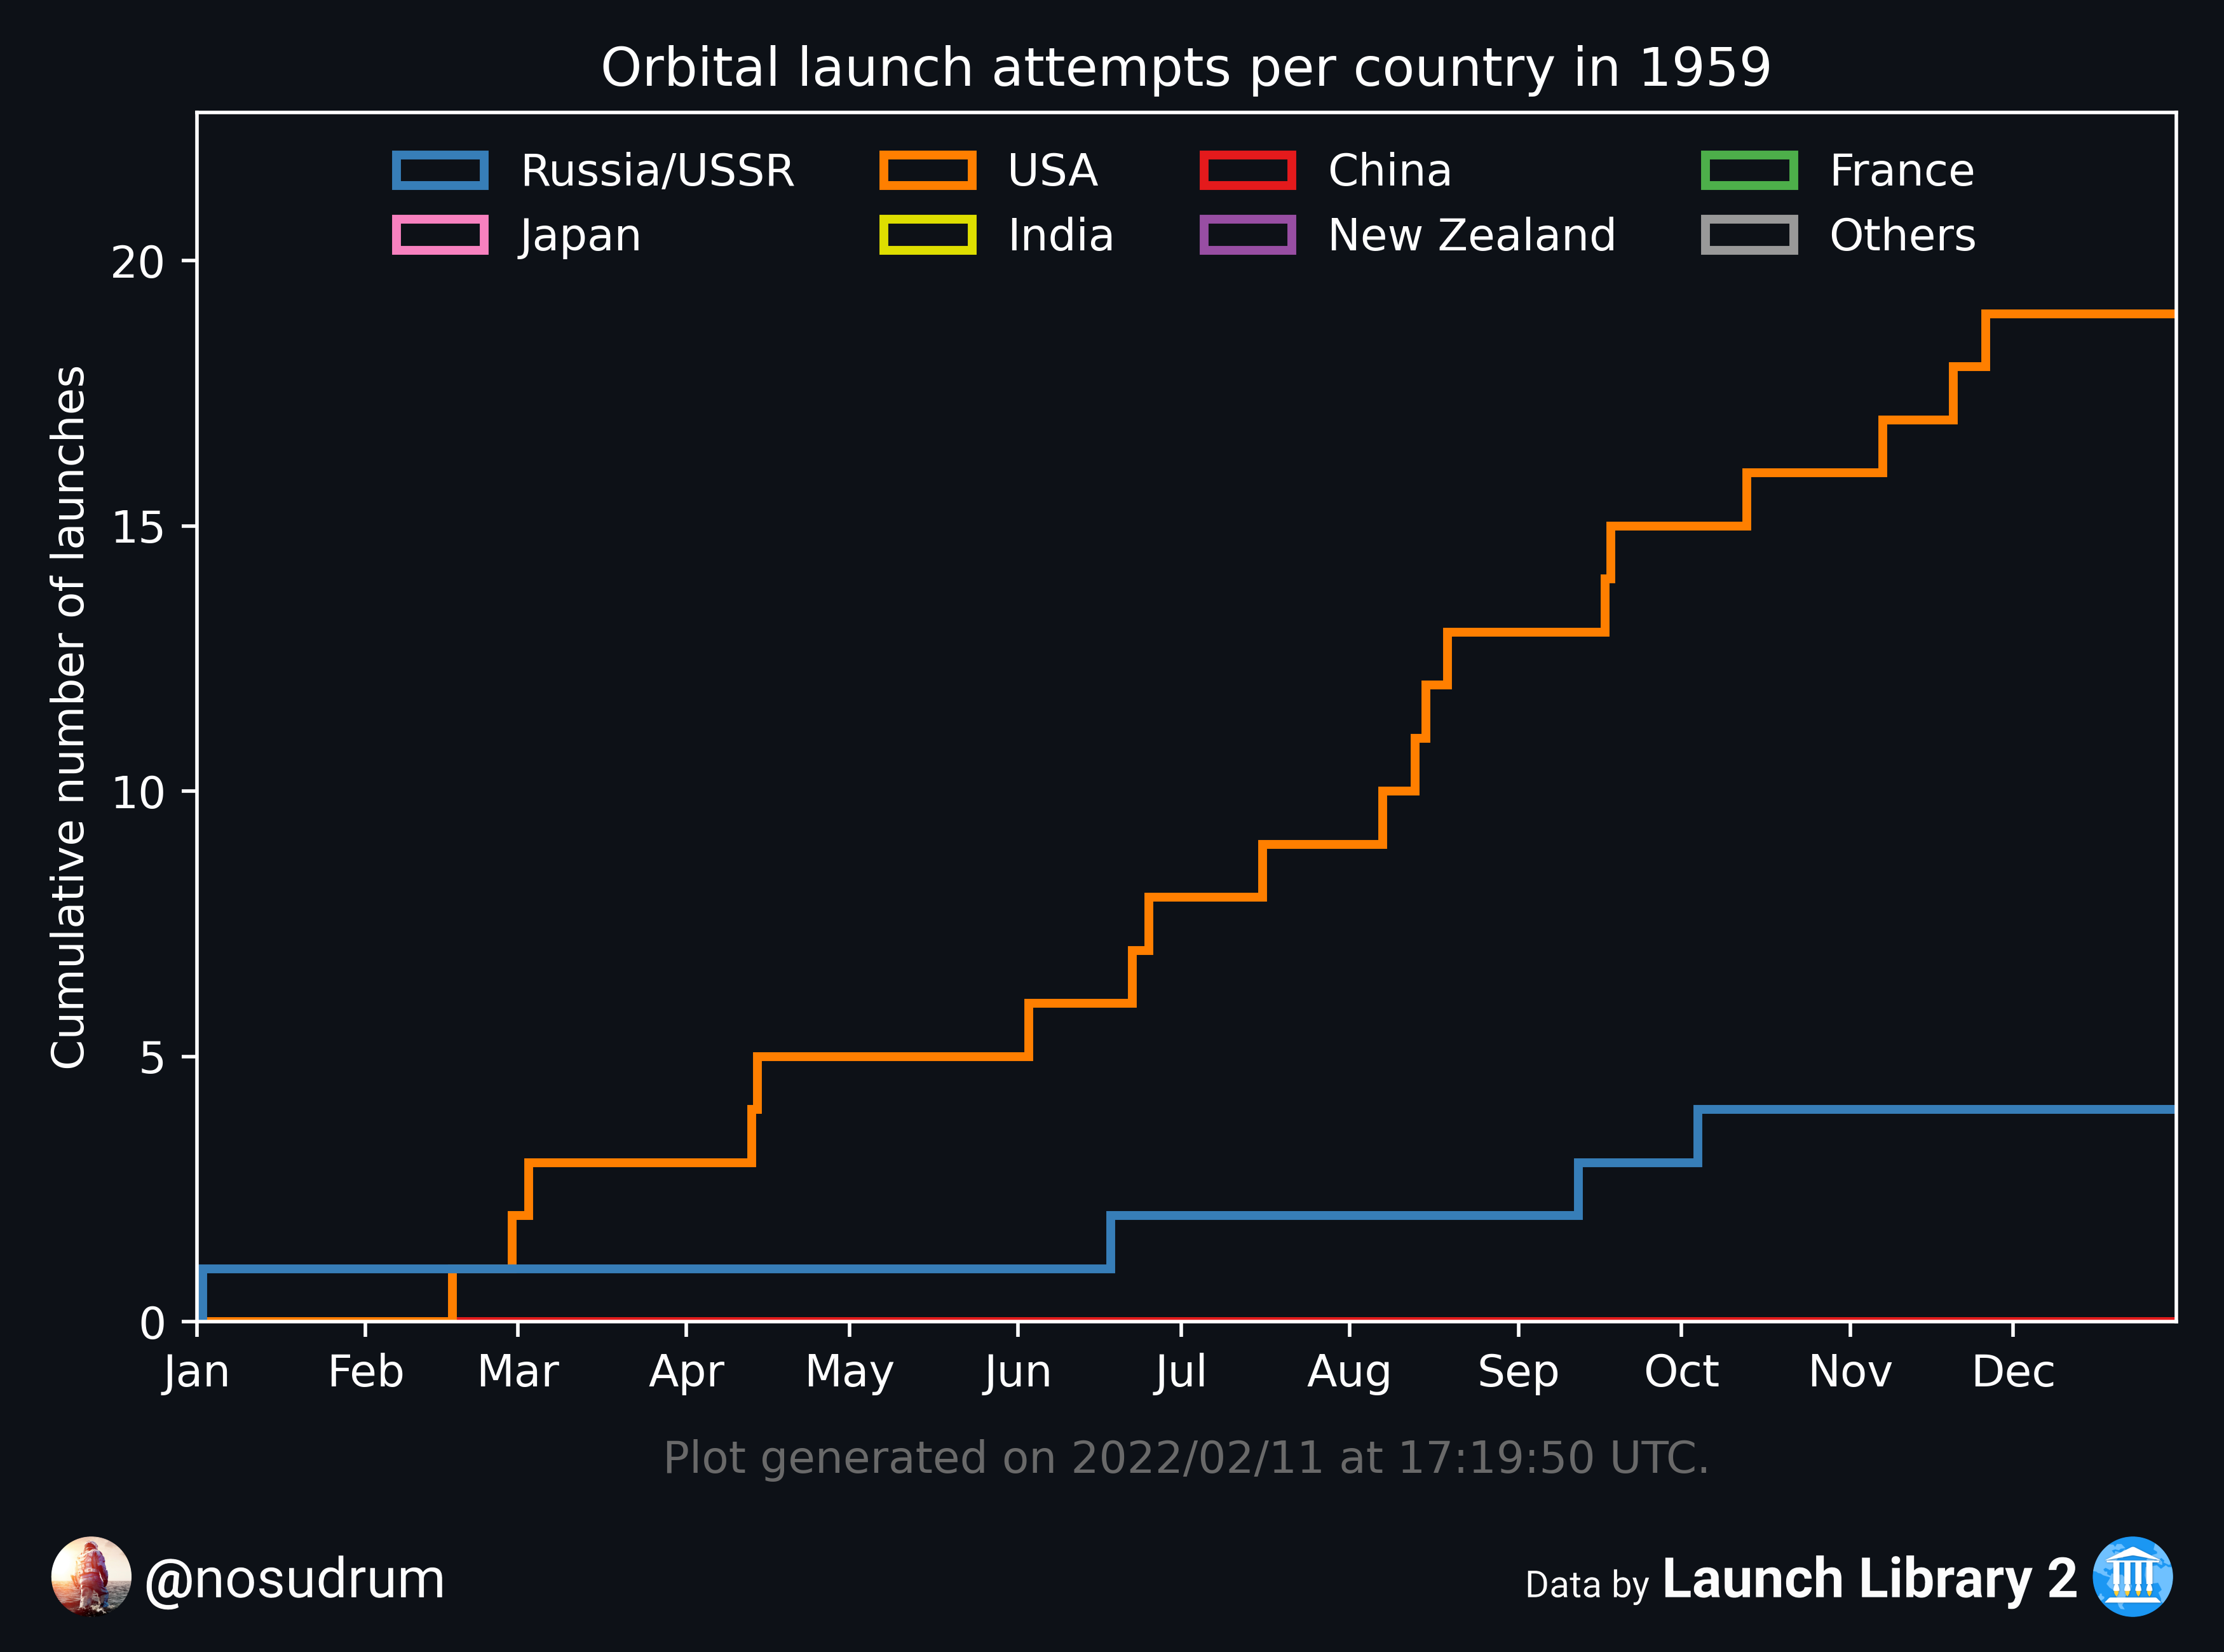 Orbital launch attempts per country in 1959
Russia/USSR USA China France
Japan India New Zealand Others
Cumulative number of launches
20
15
10
5
0
Jan Feb Mar Apr May Jun Jul Aug Sep Oct Nov Dec
Plot generated on 2022/02/11 at 17:19:50 UTC.
@nosudrum
Data by Launch Library 2